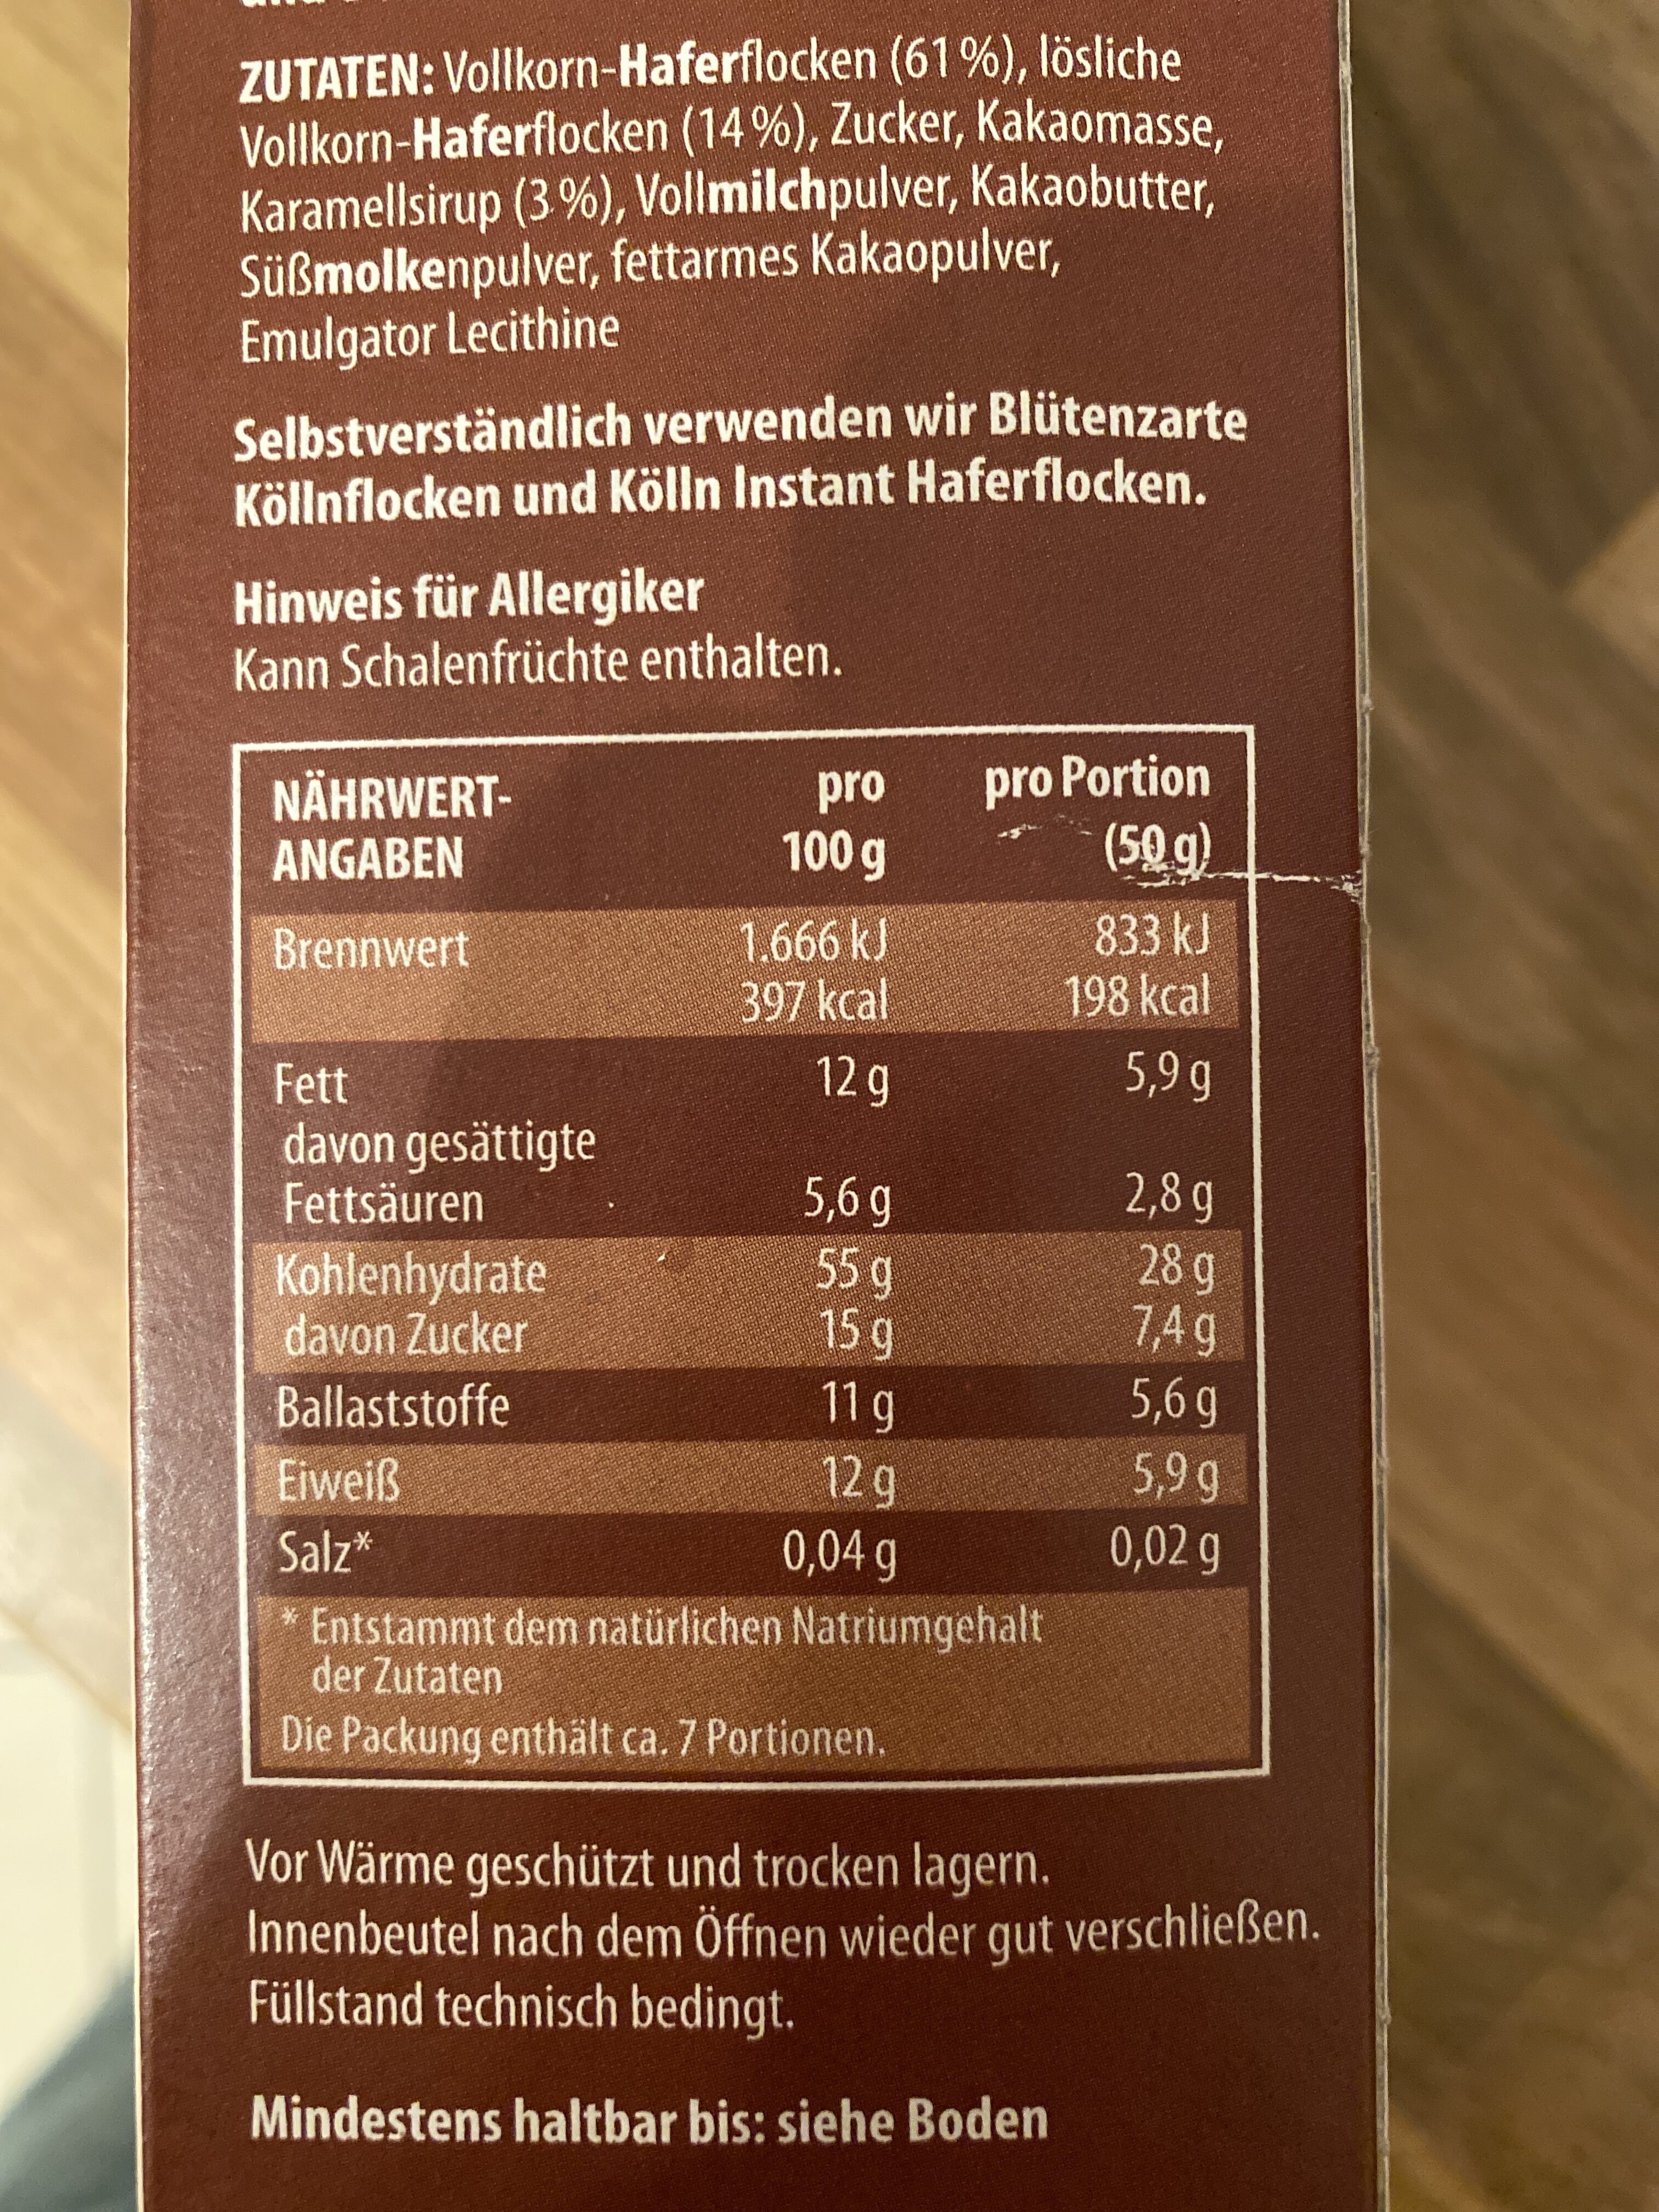 ZUTATEN: Vollkorn-Haferflocken (61 %), lösliche
Vollkorn-Haferflocken (14 %), Zucker, Kakaomasse,
Karamellsirup (3 %), Vollmilchpulver, Kakaobutter,
Süßmolkenpulver, fettarmes Kakaopulver,
Emulgator Lecithine
Selbstverständlich verwenden wir Blütenzarte
Köllnflocken und Kölln Instant Haferflocken.
Hinweis für Allergiker
Kann Schalenfrüchte enthalten.
NÄHRWERT- pro pro Portion
ANGABEN 100 g (50 g)
Brennwert 1.666 kJ 833 kJ
397 kcal 198 kcal
Fett 12 g 5,9 g
davon gesättigte
Fettsäuren 5,6 g 2,8 g
Kohlenhydrate 55 g 28 g
davon Zucker 15 g 7,4 g
Ballaststoffe 11 g 5,6 g
Eiweiß 12 g 5,9 g
Salz* 0,04 g 0,02 g
* Entstammt dem natürlichen Natriumgehalt
der Zutaten
Die Packung enthält ca. 7 Portionen.
Vor Wärme geschützt und trocken lagern.
Innenbeutel nach dem Öffnen wieder gut verschließen.
Füllstand technisch bedingt.
Mindestens haltbar bis: siehe Boden